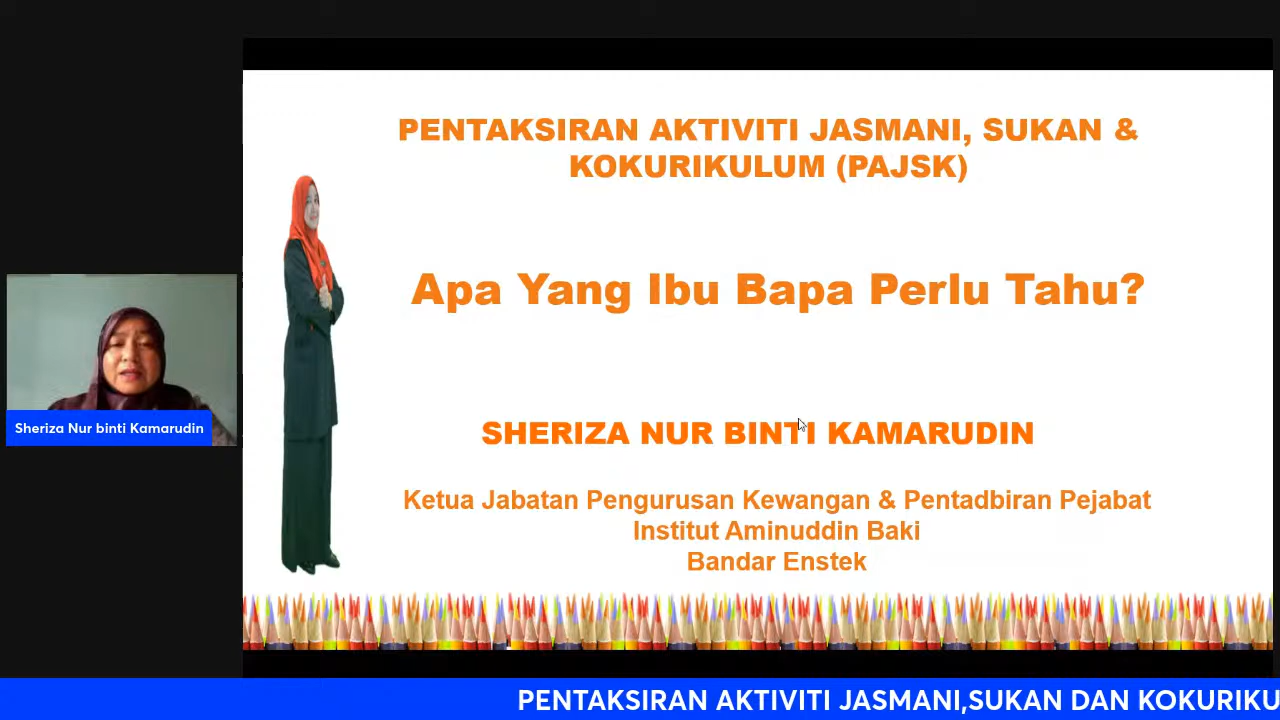 PENTAKSIRAN AKTIVITI JASMANI, SUKAN &
KOKURIKULUM (PAJSK)
Apa Yang Ibu Bapa Perlu Tahu?
SHERIZA NUR BINTI KAMARUDIN
Ketua Jabatan Pengurusan Kewangan & Pentadbiran Pejabat
Institut Aminuddin Baki
Bandar Enstek
Sheriza Nur binti Kamarudin
PENTAKSIRAN AKTIVITI JASMANI,SUKAN DAN KOKURIKU